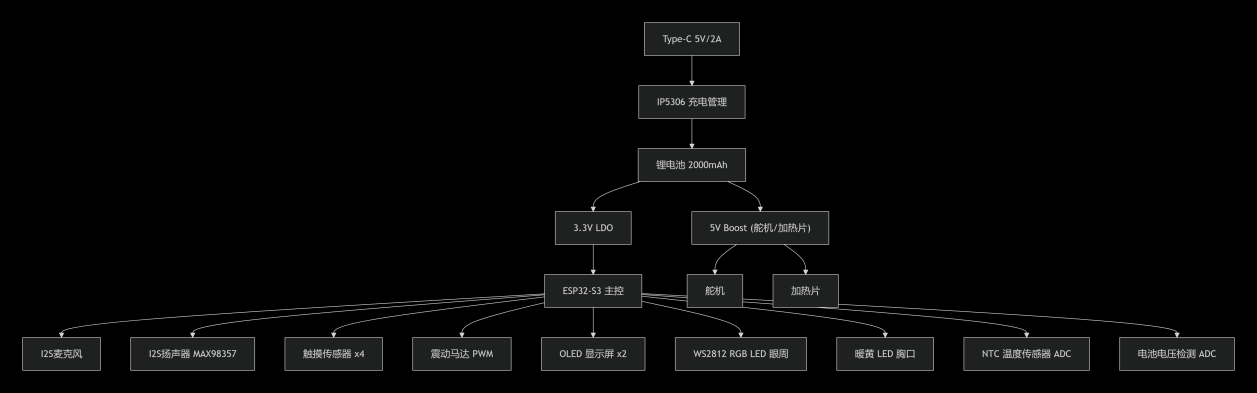 Type-C 5V/2A
IP5306 充电管理
锂电池 2000mAh
3.3V LDO
5V Boost (舵机/加热片)
ESP32-S3 主控
舵机
加热片
I2S麦克风
I2S扬声器 MAX98357
触摸传感器 x4
震动马达 PWM
OLED 显示屏 x2
WS2812 RGB LED 眼周
暖黄 LED 胸口
NTC 温度传感器 ADC
电池电压检测 ADC